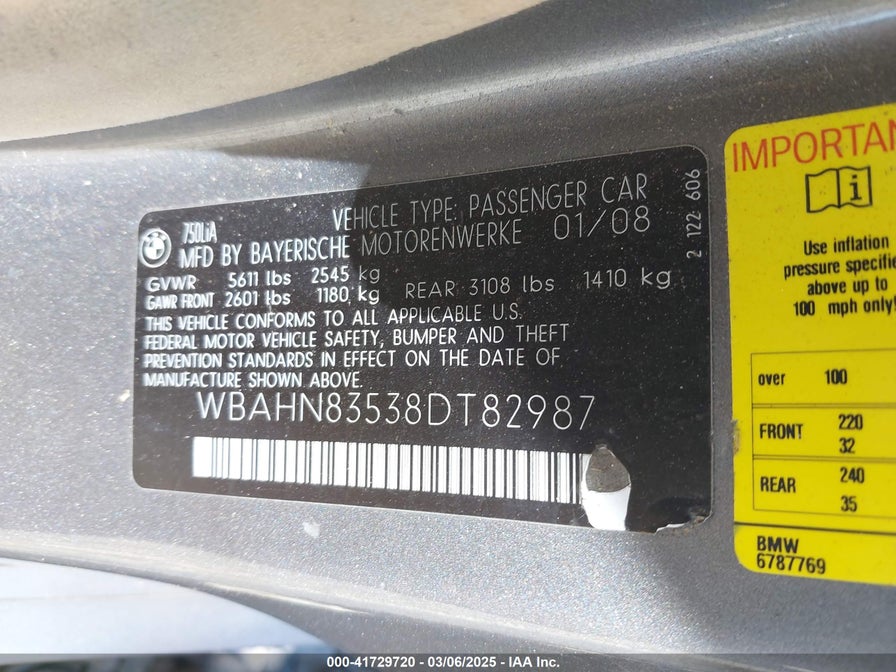 BMW
750LiA
VEHICLE TYPE: PASSENGER CAR
MFD BY BAYERISCHE MOTORENWERKE 01/08
GVWR 5611 lbs 2545 kg
GAWR FRONT 2601 lbs 1180 kg REAR 3108 lbs 1410 kg
THIS VEHICLE CONFORMS TO ALL APPLICABLE U.S.
FEDERAL MOTOR VEHICLE SAFETY, BUMPER AND THEFT
PREVENTION STANDARDS IN EFFECT ON THE DATE OF
MANUFACTURE SHOWN ABOVE.
WBAHN83538DT82987
2 122 606
IMPORTAN
i
Use inflation
pressure specifie
above up to
100 mph only!
over 100
FRONT 220
32
REAR 240
35
BMW
6787769
000-41729720 - 03/06/2025 - IAA Inc.